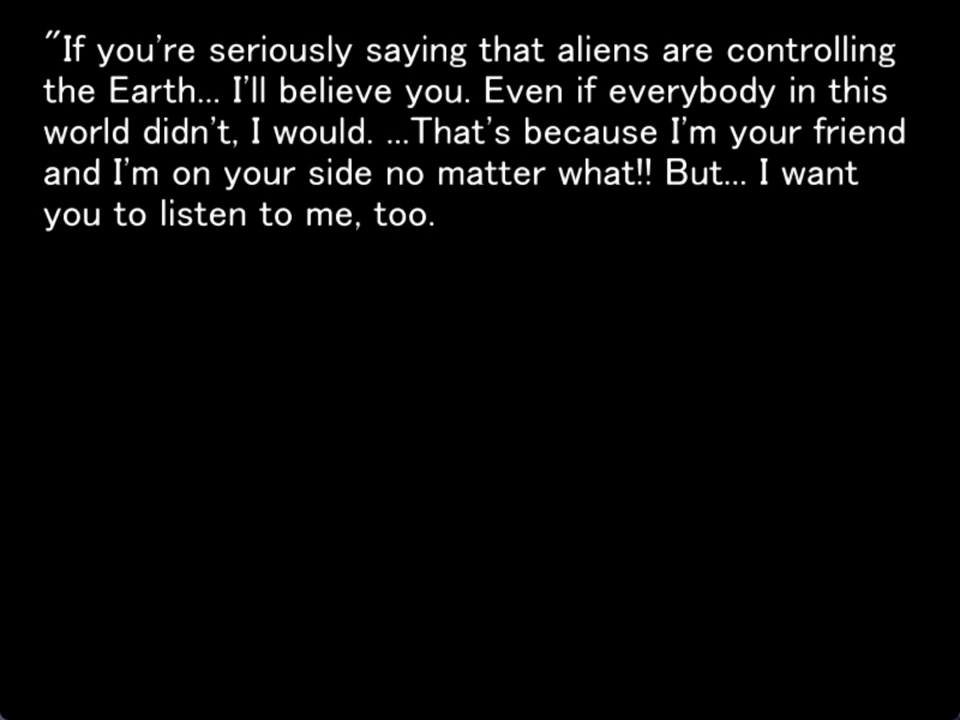 "If you're seriously saying that aliens are controlling
the Earth... I'll believe you. Even if everybody in this
world didn't, I would. ...That's because I'm your friend
and I'm on your side no matter what!! But... I want
you to listen to me, too.